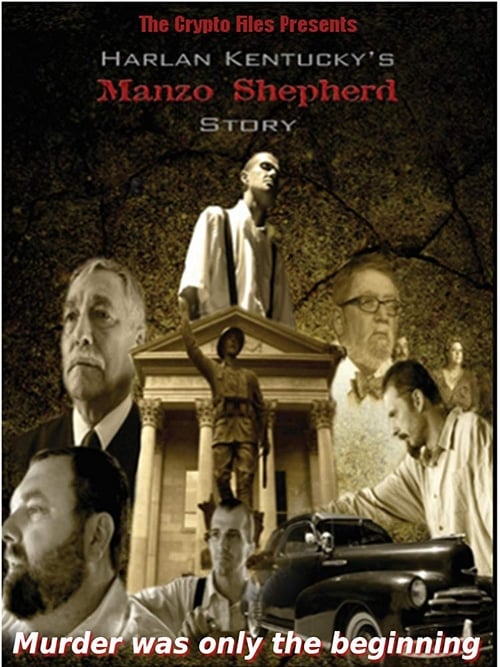 The Crypto Files Presents
HARLAN KENTUCKY'S
Manzo Shepherd
STORY
Murder was only the beginning